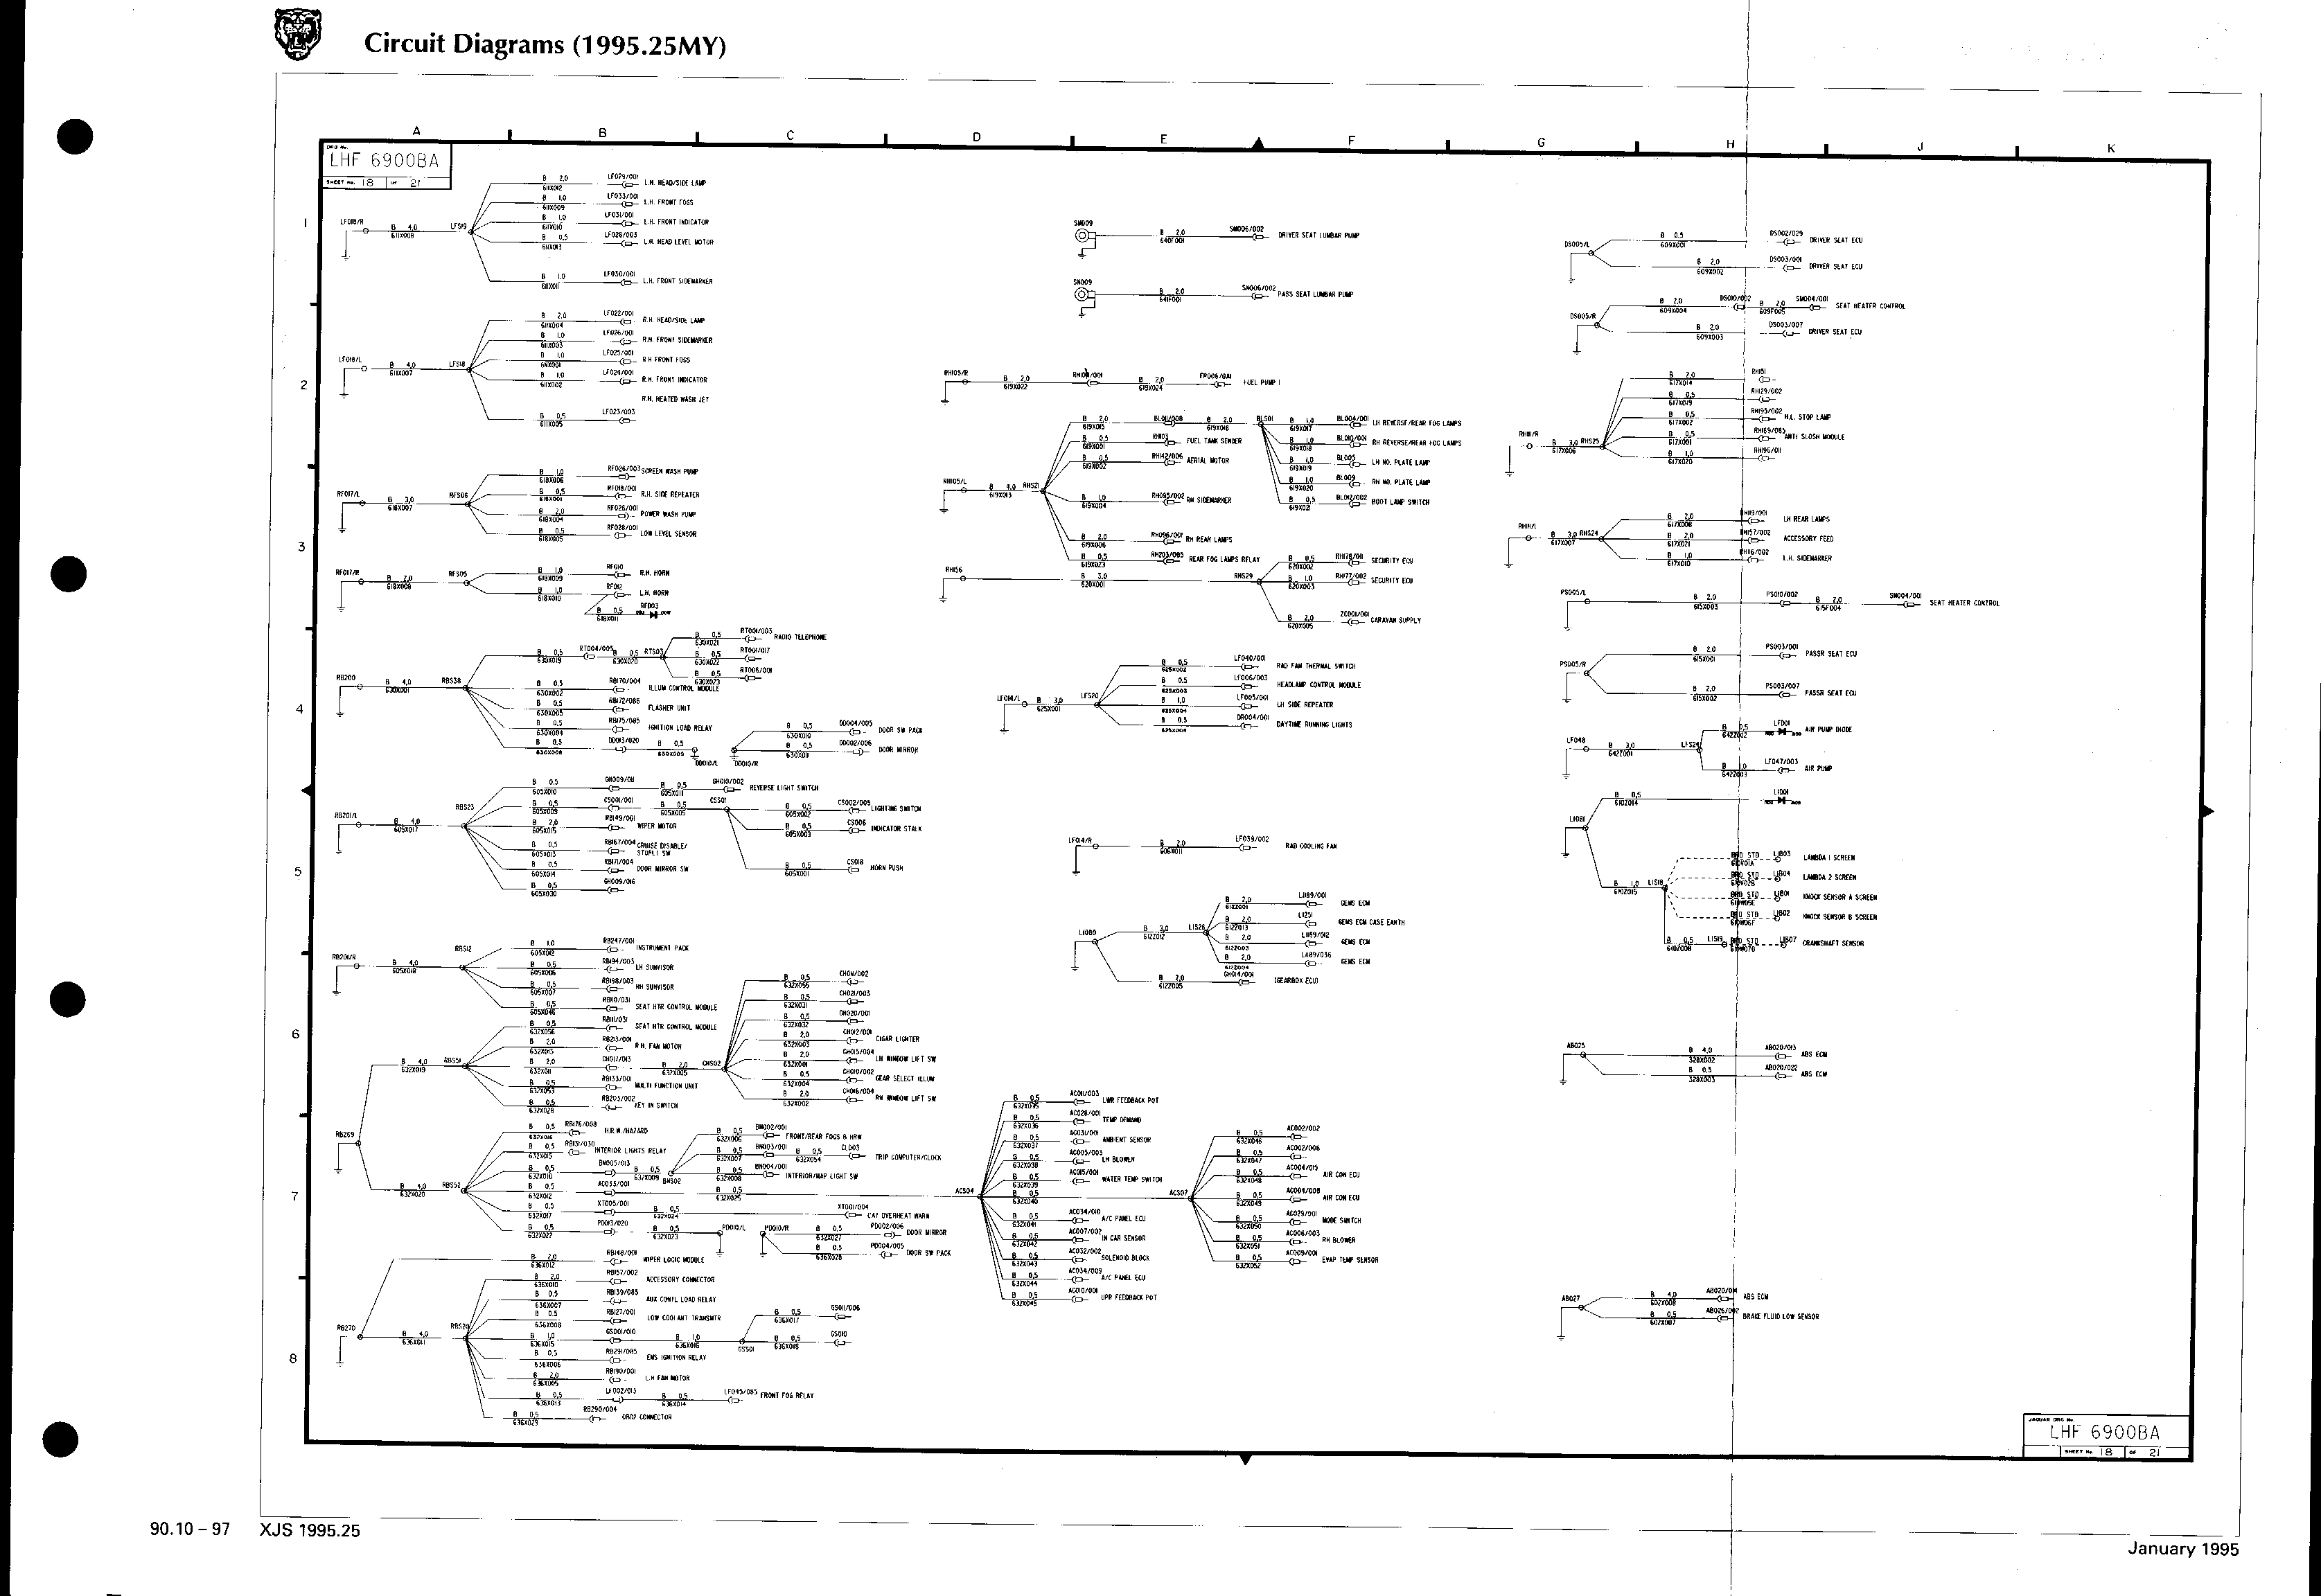 Circuit Diagrams (1995.25MY)
A B C D E F G H J K
DRG No.
LHF 6900BA
SHEET No. 18 OF 21
1
2
3
4
5
6
7
8
LF018/R
B 4,0
611X008
LFS19
B 2,0
611X012
LF029/001
L.H. HEAD/SIDE LAMP
B 1,0
611X009
LF033/001
L.H. FRONT FOGS
B 1,0
611X010
LF031/001
L.H. FRONT INDICATOR
B 0,5
611X013
LF028/003
L.H. HEAD LEVEL MOTOR
B 1,0
611X011
LF030/001
L.H. FRONT SIDEMARKER
LF018/L
B 4,0
611X007
LFS18
B 2,0
611X004
LF022/001
R.H. HEAD/SIDE LAMP
B 1,0
611X003
LF026/001
R.H. FRONT SIDEMARKER
B 1,0
611X001
LF025/001
R.H FRONT FOGS
B 1,0
611X002
LF024/001
R.H. FRONT INDICATOR
R.H. HEATED WASH JET
B 0,5
611X005
LF023/003
RF017/L
B 3,0
618X007
RFS06
B 1,0
618X006
RF026/003
SCREEN WASH PUMP
B 0,5
618X001
RF018/001
R.H. SIDE REPEATER
B 2,0
618X004
RF026/001
POWER WASH PUMP
B 0,5
618X005
RF028/001
LOW LEVEL SENSOR
RF017/R
B 2,0
618X008
RFS05
B 1,0
618X009
RF010
R.H. HORN
B 1,0
618X010
RF012
L.H. HORN
B 0,5
618X011
RFD03
RB200
B 4,0
630X001
RBS38
B 0,5
630X019
RT004/005
B 0,5
630X020
RTS03
B 0,5
630X021
RT001/003
RADIO TELEPHONE
B 0,5
630X022
RT001/017
B 0,5
630X023
RT006/001
B 0,5
630X002
RB170/004
ILLUM CONTROL MODULE
B 0,5
630X005
RB172/086
FLASHER UNIT
B 0,5
630X004
RB175/085
IGNITION LOAD RELAY
B 0,5
630X008
DD013/020
B 0,5
630X009
DD010/L
DD010/R
B 0,5
630X010
DD004/005
DOOR SW PACK
B 0,5
630X011
DD002/006
DOOR MIRROR
RB201/L
B 4,0
605X017
RBS23
B 0,5
605X010
GH009/011
B 0,5
605X011
GH010/002
REVERSE LIGHT SWITCH
B 0,5
605X009
CS001/001
B 0,5
605X005
CSS01
B 0,5
605X002
CS002/005
LIGHTING SWITCH
B 0,5
605X003
CS006
INDICATOR STALK
B 0,5
605X001
CS018
HORN PUSH
B 2,0
605X015
RB149/001
WIPER MOTOR
B 0,5
605X013
RB167/004
CRUISE DISABLE/
STOPLT SW
B 0,5
605X014
RB171/004
DOOR MIRROR SW
B 0,5
605X030
GH009/016
RB201/R
B 4,0
605X018
RBS12
B 1,0
605X012
RB247/001
INSTRUMENT PACK
B 0,5
605X006
RB194/003
LH SUNVISOR
B 0,5
605X007
RB198/003
RH SUNVISOR
B 0,5
605X046
RB110/031
SEAT HTR CONTROL MODULE
RB269
B 4,0
632X019
RBS51
B 0,5
632X056
RB111/031
SEAT HTR CONTROL MODULE
B 2,0
632X015
RB213/001
R.H. FAN MOTOR
B 2,0
632X011
CH017/013
B 2,0
632X005
CHS02
B 0,5
632X053
RB133/001
MULTI FUNCTION UNIT
B 0,5
632X028
RB203/002
KEY IN SWITCH
B 0,5
632X055
CH011/002
B 0,5
632X031
CH021/003
B 0,5
632X032
CH020/001
B 2,0
632X003
CH012/001
CIGAR LIGHTER
B 2,0
632X001
CH015/004
LH WINDOW LIFT SW
B 0,5
632X004
CH010/002
GEAR SELECT ILLUM
B 2,0
632X002
CH016/004
RH WINDOW LIFT SW
B 4,0
632X020
RBS52
B 0,5
632X016
RB176/008
H.R.W./HAZARD
B 0,5
632X015
RB131/030
INTERIOR LIGHTS RELAY
B 0,5
632X010
BN005/013
B 0,5
632X009
BNS02
B 0,5
632X006
BN002/001
FRONT/REAR FOGS & HRW
B 0,5
632X007
BN003/001
B 0,5
632X054
CLD03
TRIP COMPUTER/CLOCK
B 0,5
632X008
BN004/001
INTERIOR/MAP LIGHT SW
B 0,5
632X012
AC033/001
B 0,5
632X025
ACS04
B 0,5
632X017
XT005/001
B 0,5
632X024
XT001/004
CAT OVERHEAT WARN
B 0,5
632X022
PD013/020
B 0,5
632X023
PD010/L
PD010/R
B 0,5
632X027
PD002/006
DOOR MIRROR
B 0,5
636X028
PD004/005
DOOR SW PACK
RB270
B 2,0
636X012
RB148/001
WIPER LOGIC MODULE
B 4,0
636X011
RBS20
B 2,0
636X010
RB157/002
ACCESSORY CONNECTOR
B 0,5
636X007
RB139/085
AUX CONTL LOAD RELAY
B 0,5
636X008
RB127/001
LOW COOLANT TRANSMTR
B 1,0
636X015
GS001/010
B 1,0
636X016
GSS01
B 0,5
636X017
GS011/006
B 0,5
636X018
GS010
B 0,5
636X006
RB291/085
EMS IGNITION RELAY
B 2,0
636X005
RB190/001
L.H FAN MOTOR
B 0,5
636X013
LF002/013
B 0,5
636X014
LF045/085
FRONT FOG RELAY
B 0,5
636X029
RB290/004
OBD2 CONNECTOR
SM009
B 2,0
640F001
SM006/002
DRIVER SEAT LUMBAR PUMP
SN009
B 2,0
641F001
SN006/002
PASS SEAT LUMBAR PUMP
RH105/R
B 2,0
619X022
B 2,0
619X024
FUEL PUMP 1
RH105/L
B 4,0
619X013
RHS21
B 2,0
619X015
BL011/008
B 2,0
619X016
BLS01
B 1,0
619X017
BL004/001
LH REVERSE/REAR FOG LAMPS
B 1,0
619X018
BL010/001
RH REVERSE/REAR FOG LAMPS
B 1,0
619X019
BL005
LH NO. PLATE LAMP
B 1,0
619X020
BL009
RH NO. PLATE LAMP
B 0,5
619X021
BL012/002
BOOT LAMP SWITCH
B 0,5
619X001
RH103
FUEL TANK SENDER
B 0,5
619X002
RH142/006
AERIAL MOTOR
B 1,0
619X004
RH095/002
RH SIDEMARKER
B 2,0
619X006
RH096/001
RH REAR LAMPS
B 0,5
619X023
RH203/085
REAR FOG LAMPS RELAY
RH156
B 3,0
620X001
RHS29
B 0,5
620X002
RH178/011
SECURITY ECU
B 1,0
620X003
RH177/002
SECURITY ECU
B 2,0
620X005
ZC001/001
CARAVAN SUPPLY
LF014/L
B 3,0
625X001
LFS20
B 0,5
625X002
LF040/001
RAD FAN THERMAL SWITCH
B 0,5
625X003
LF006/003
HEADLAMP CONTROL MODULE
B 1,0
625X004
LF005/001
LH SIDE REPEATER
B 0,5
625X005
DR004/001
DAYTIME RUNNING LIGHTS
LF014/R
B 2,0
606X011
LF039/002
RAD COOLING FAN
LI080
B 3,0
612Z012
LIS26
B 2,0
612Z001
LI189/001
GEMS ECM
B 2,0
612Z013
LI251
GEMS ECM CASE EARTH
B 2,0
612Z003
LI189/012
GEMS ECM
B 2,0
612Z004
LI189/036
GEMS ECM
B 2,0
612Z005
GH014/001
(GEARBOX ECU)
B 0,5
632X035
AC011/003
LWR FEEDBACK POT
B 0,5
632X036
AC028/001
TEMP DEMAND
B 0,5
632X037
AC031/001
AMBIENT SENSOR
B 0,5
632X038
AC005/003
LH BLOWER
B 0,5
632X039
AC015/001
WATER TEMP SWITCH
B 0,5
632X040
ACS07
B 0,5
632X041
AC034/010
A/C PANEL ECU
B 0,5
632X042
AC007/002
IN CAR SENSOR
B 0,5
632X043
AC032/002
SOLENOID BLOCK
B 0,5
632X044
AC034/009
A/C PANEL ECU
B 0,5
632X045
AC010/001
UPR FEEDBACK POT
B 0,5
632X046
AC002/002
B 0,5
632X047
AC002/006
B 0,5
632X048
AC004/015
AIR CON ECU
B 0,5
632X049
AC004/008
AIR CON ECU
B 0,5
632X050
AC029/001
MODE SWITCH
B 0,5
632X051
AC006/003
RH BLOWER
B 0,5
632X052
AC009/001
EVAP TEMP SENSOR
DS005/L
B 0,5
609X001
DS002/029
DRIVER SEAT ECU
B 2,0
609X002
DS003/001
DRIVER SEAT ECU
DS005/R
B 2,0
609X004
DS010/002
B 2,0
609F005
SM004/001
SEAT HEATER CONTROL
B 2,0
609X003
DS003/007
DRIVER SEAT ECU
RH111/R
B 3,0
617X006
RHS25
B 2,0
617X014
RH151
B 0,5
617X019
RH129/002
B 0,5
617X002
RH193/002
H.L. STOP LAMP
B 0,5
617X001
RH169/085
ANTI SLOSH MODULE
B 1,0
617X020
RH196/011
RH111/L
B 3,0
617X007
RHS24
B 2,0
617X008
RH119/001
LH REAR LAMPS
B 2,0
617X021
RH157/002
ACCESSORY FEED
B 1,0
617X010
RH116/002
L.H. SIDEMARKER
PS005/L
B 2,0
615X003
PS010/002
B 2,0
615F004
SN004/001
SEAT HEATER CONTROL
PS005/R
B 2,0
615X001
PS003/001
PASSR SEAT ECU
B 2,0
615X002
PS003/007
PASSR SEAT ECU
LF048
B 3,0
642Z001
LFS24
B 0,5
642Z002
LFD01
AIR PUMP DIODE
B 1,0
642Z003
LF047/003
AIR PUMP
LI081
B 0,5
610Z014
LID01
B 1,0
610Z015
LIS18
BRD STD
LIB03
LAMBDA 1 SCREEN
BRD STD
LIB04
LAMBDA 2 SCREEN
BRD STD
LIB01
KNOCK SENSOR A SCREEN
BRD STD
LIB02
KNOCK SENSOR B SCREEN
B 0,5
610Z008
LIS19
BRD STD
LIB07
CRANKSHAFT SENSOR
AB025
B 4,0
328X002
AB020/013
ABS ECM
B 0,5
328X003
AB020/022
ABS ECM
AB027
B 4,0
602X008
AB020/014
ABS ECM
B 0,5
602X007
AB026/002
BRAKE FLUID LOW SENSOR
JAGUAR DRG No.
LHF 6900BA
SHEET No. 18 OF 21
90.10 – 97
XJS 1995.25
January 1995